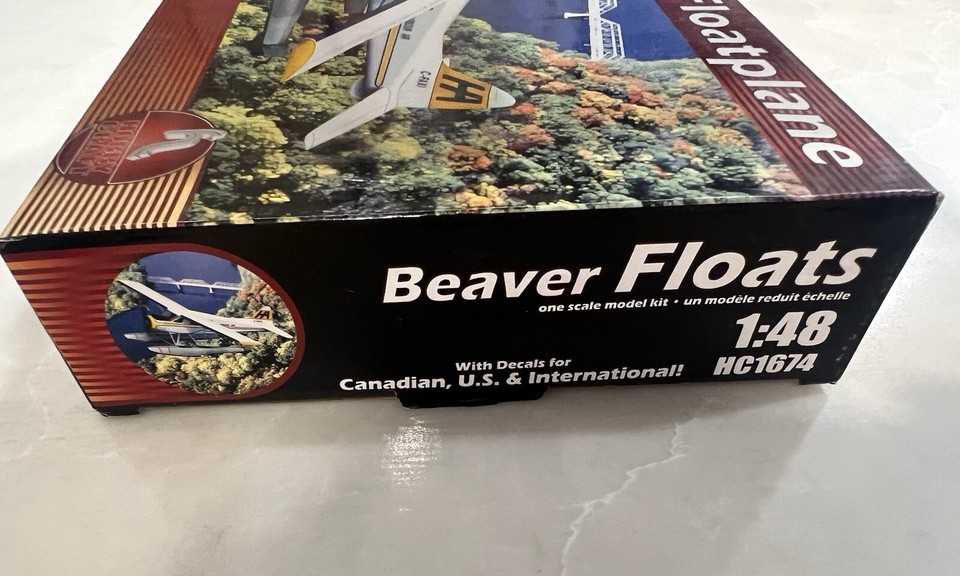 Floatplane
HA
Beaver Floats
one scale model kit • un modèle reduit échelle
1:48
HC1674
With Decals for
Canadian, U.S. & International!